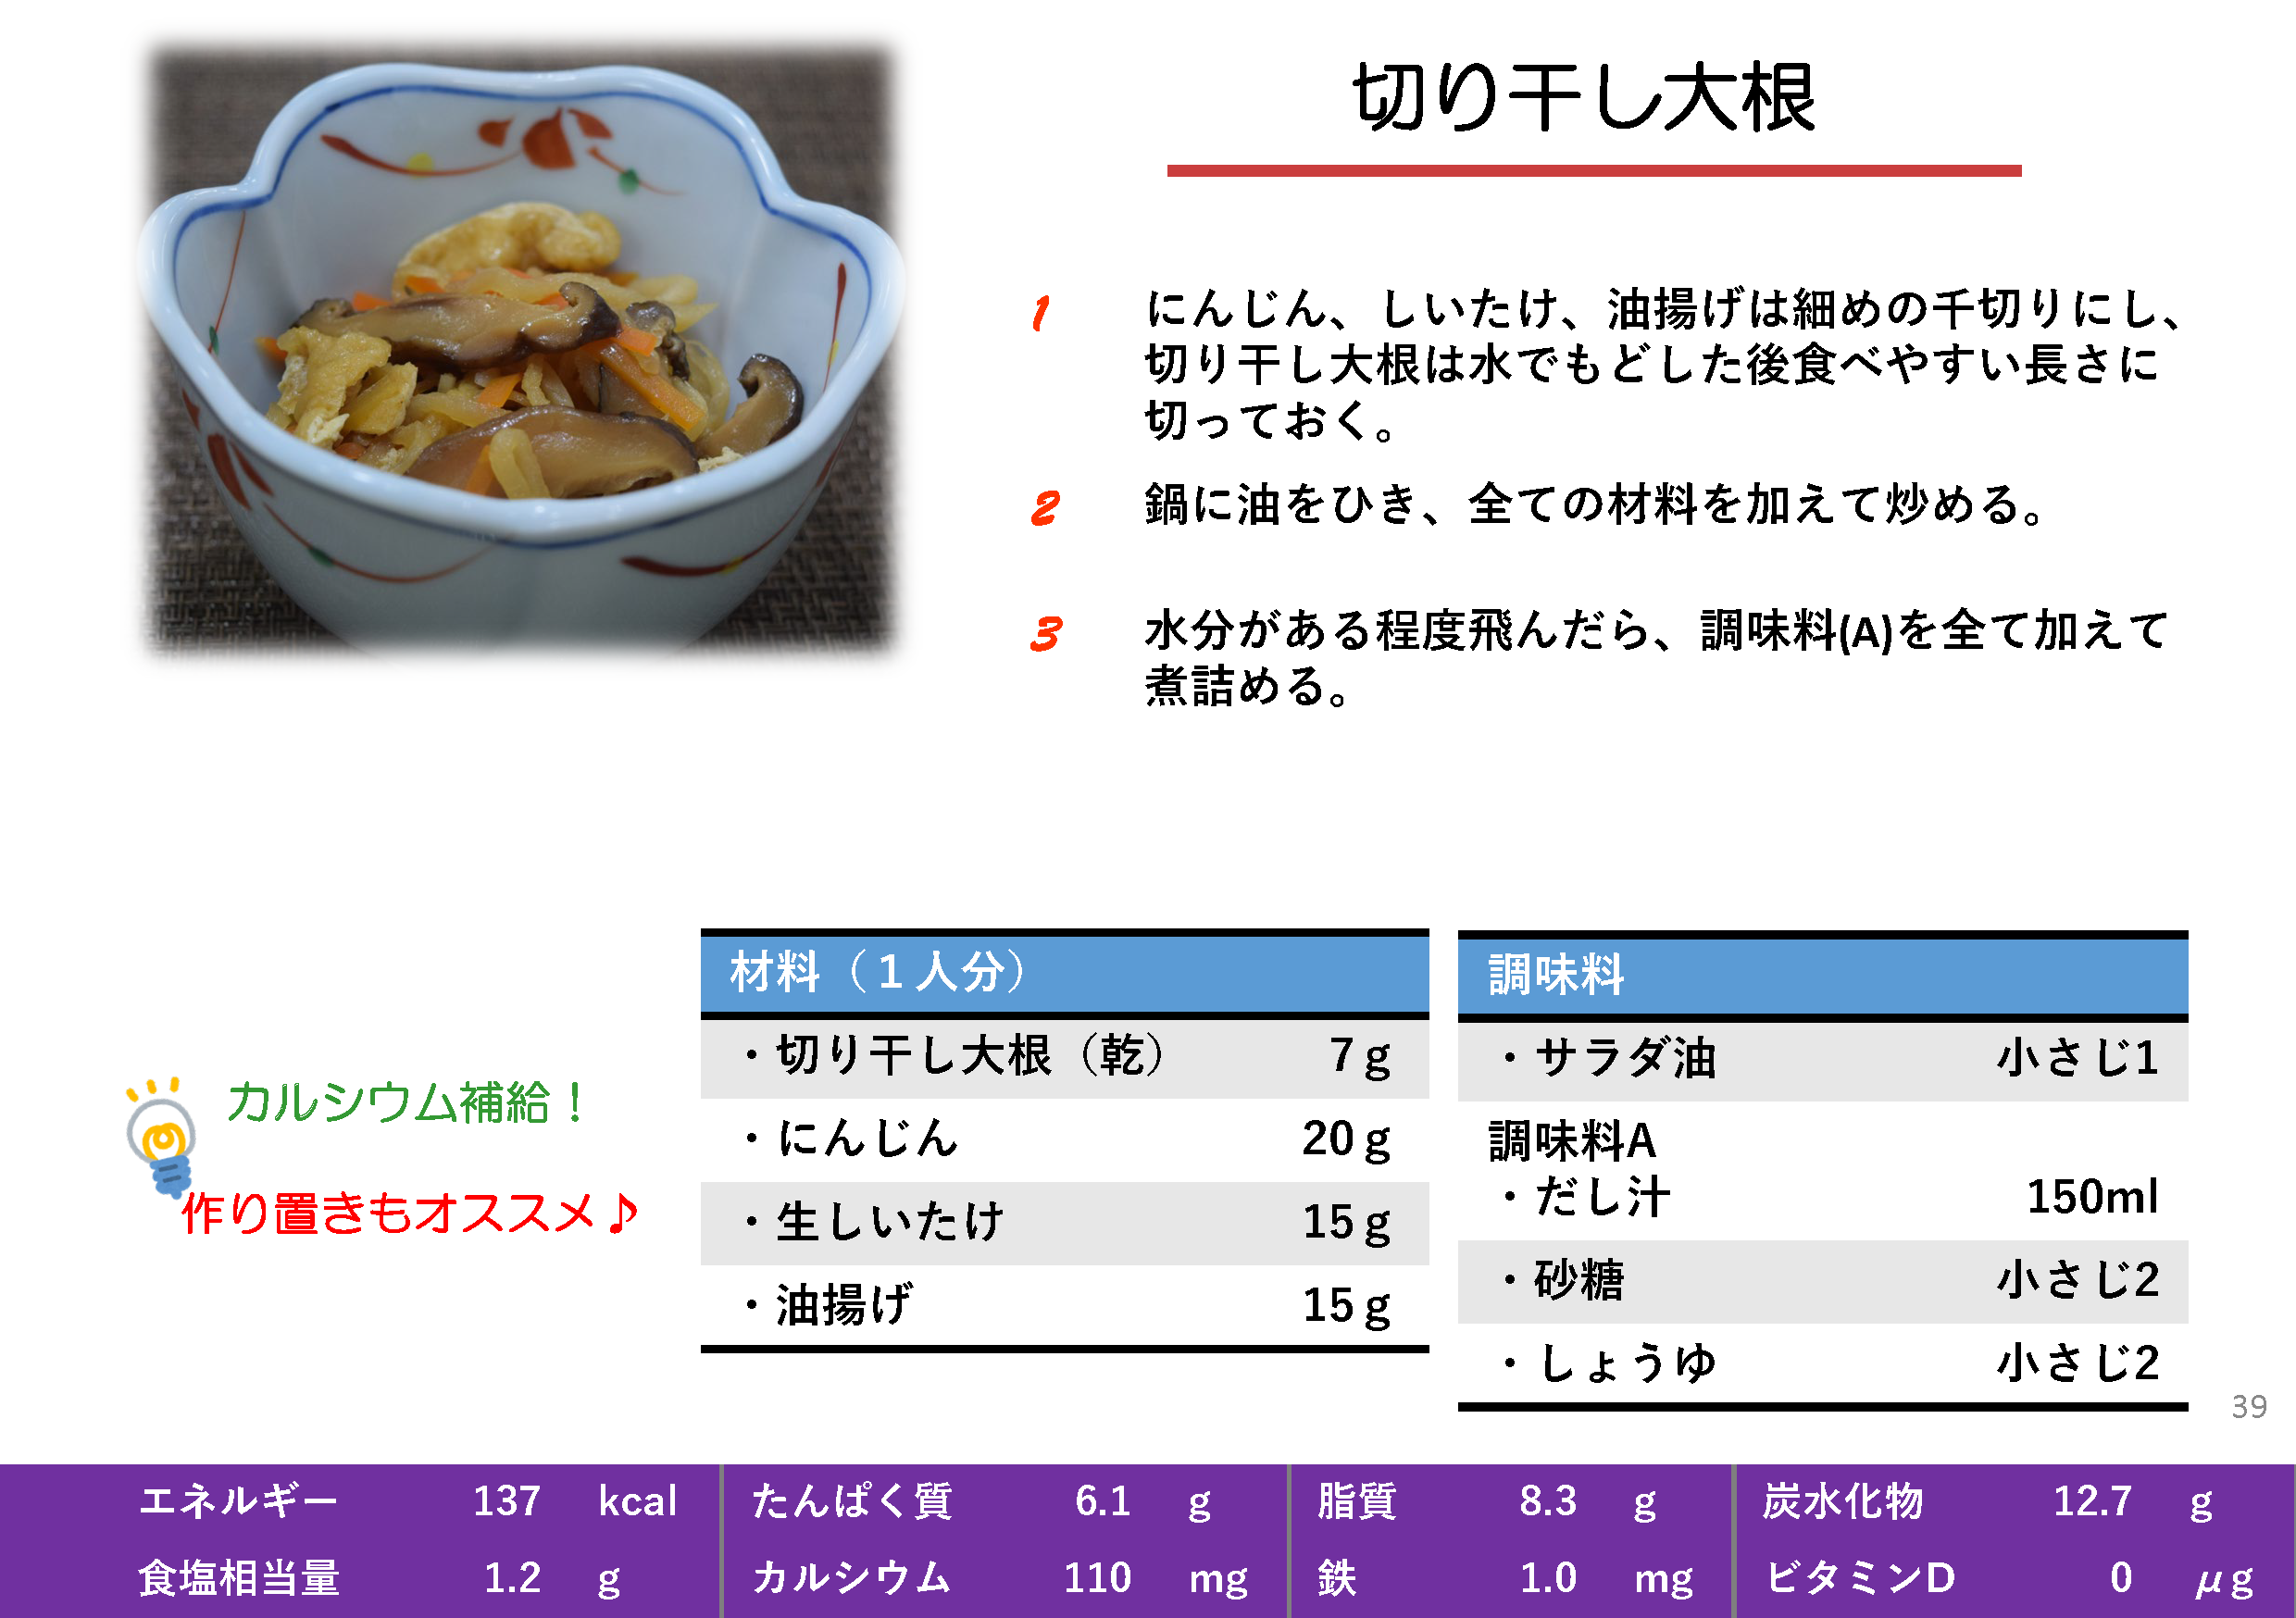 切り干し大根
1 にんじん、しいたけ、油揚げは細めの千切りにし、
切り干し大根は水でもどした後食べやすい長さに
切っておく。
2 鍋に油をひき、全ての材料を加えて炒める。
3 水分がある程度飛んだら、調味料(A)を全て加えて
煮詰める。
カルシウム補給！
作り置きもオススメ♪
材料（１人分）
・切り干し大根（乾） 7ｇ
・にんじん 20ｇ
・生しいたけ 15ｇ
・油揚げ 15ｇ
調味料
・サラダ油 小さじ1
調味料A
・だし汁 150ml
・砂糖 小さじ2
・しょうゆ 小さじ2
39
エネルギー 137 kcal たんぱく質 6.1 g 脂質 8.3 g 炭水化物 12.7 g
食塩相当量 1.2 g カルシウム 110 mg 鉄 1.0 mg ビタミンD 0 μg